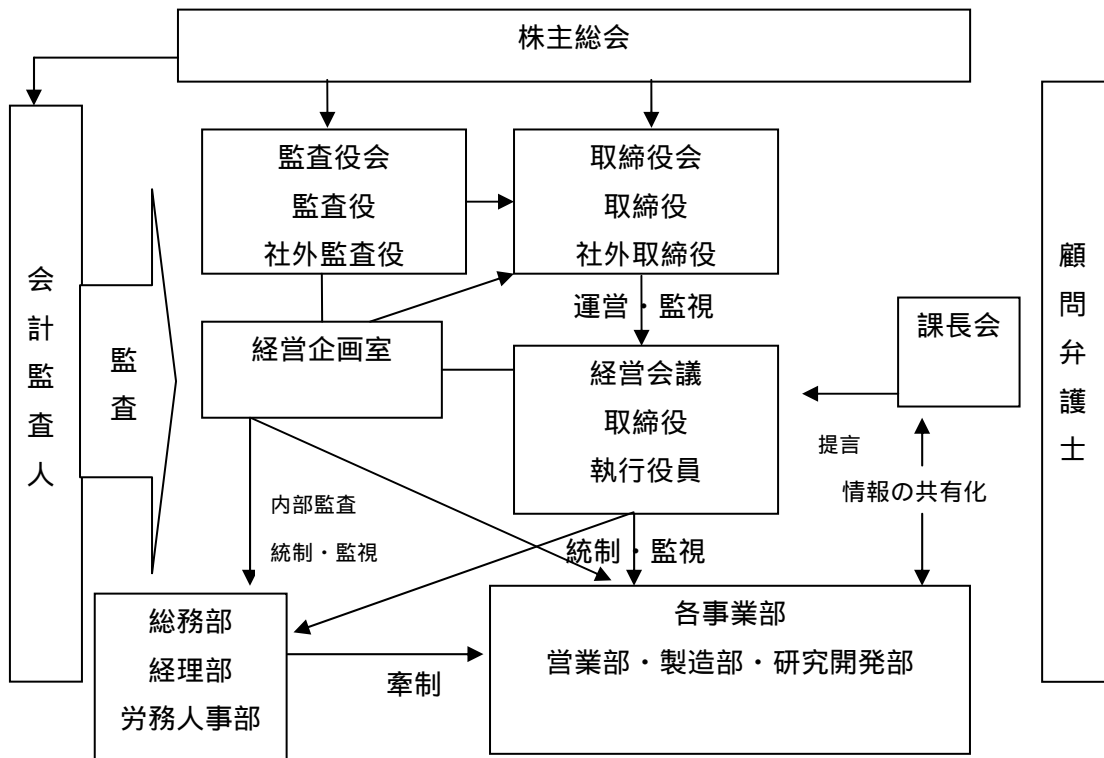 株主総会
監査役会
監査役
社外監査役
取締役会
取締役
社外取締役
会計監査人
監査
顧問弁護士
運営・監視
経営企画室
経営会議
取締役
執行役員
課長会
提言
情報の共有化
内部監査
統制・監視
統制・監視
総務部
経理部
労務人事部
牽制
各事業部
営業部・製造部・研究開発部